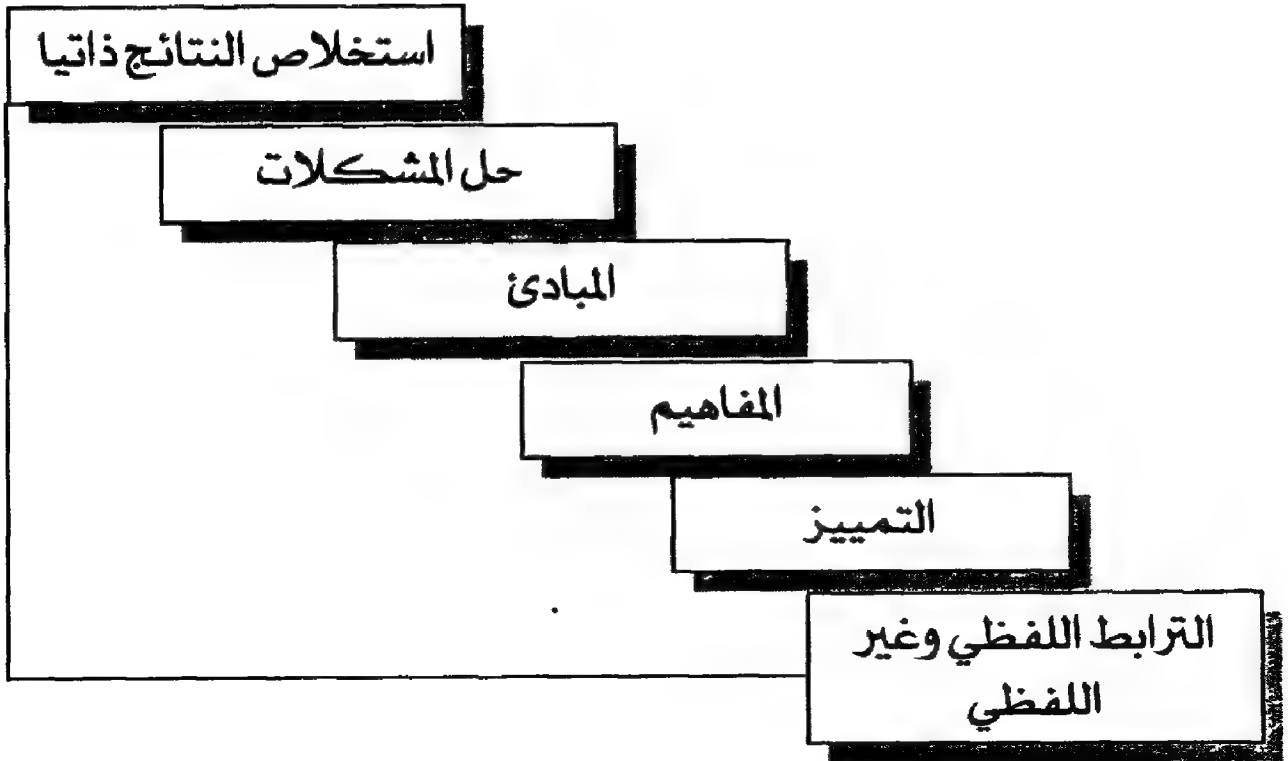 استخلاص النتائج ذاتيا
حل المشكلات
المبادئ
المفاهيم
التمييز
الترابط اللفظي وغير
اللفظي